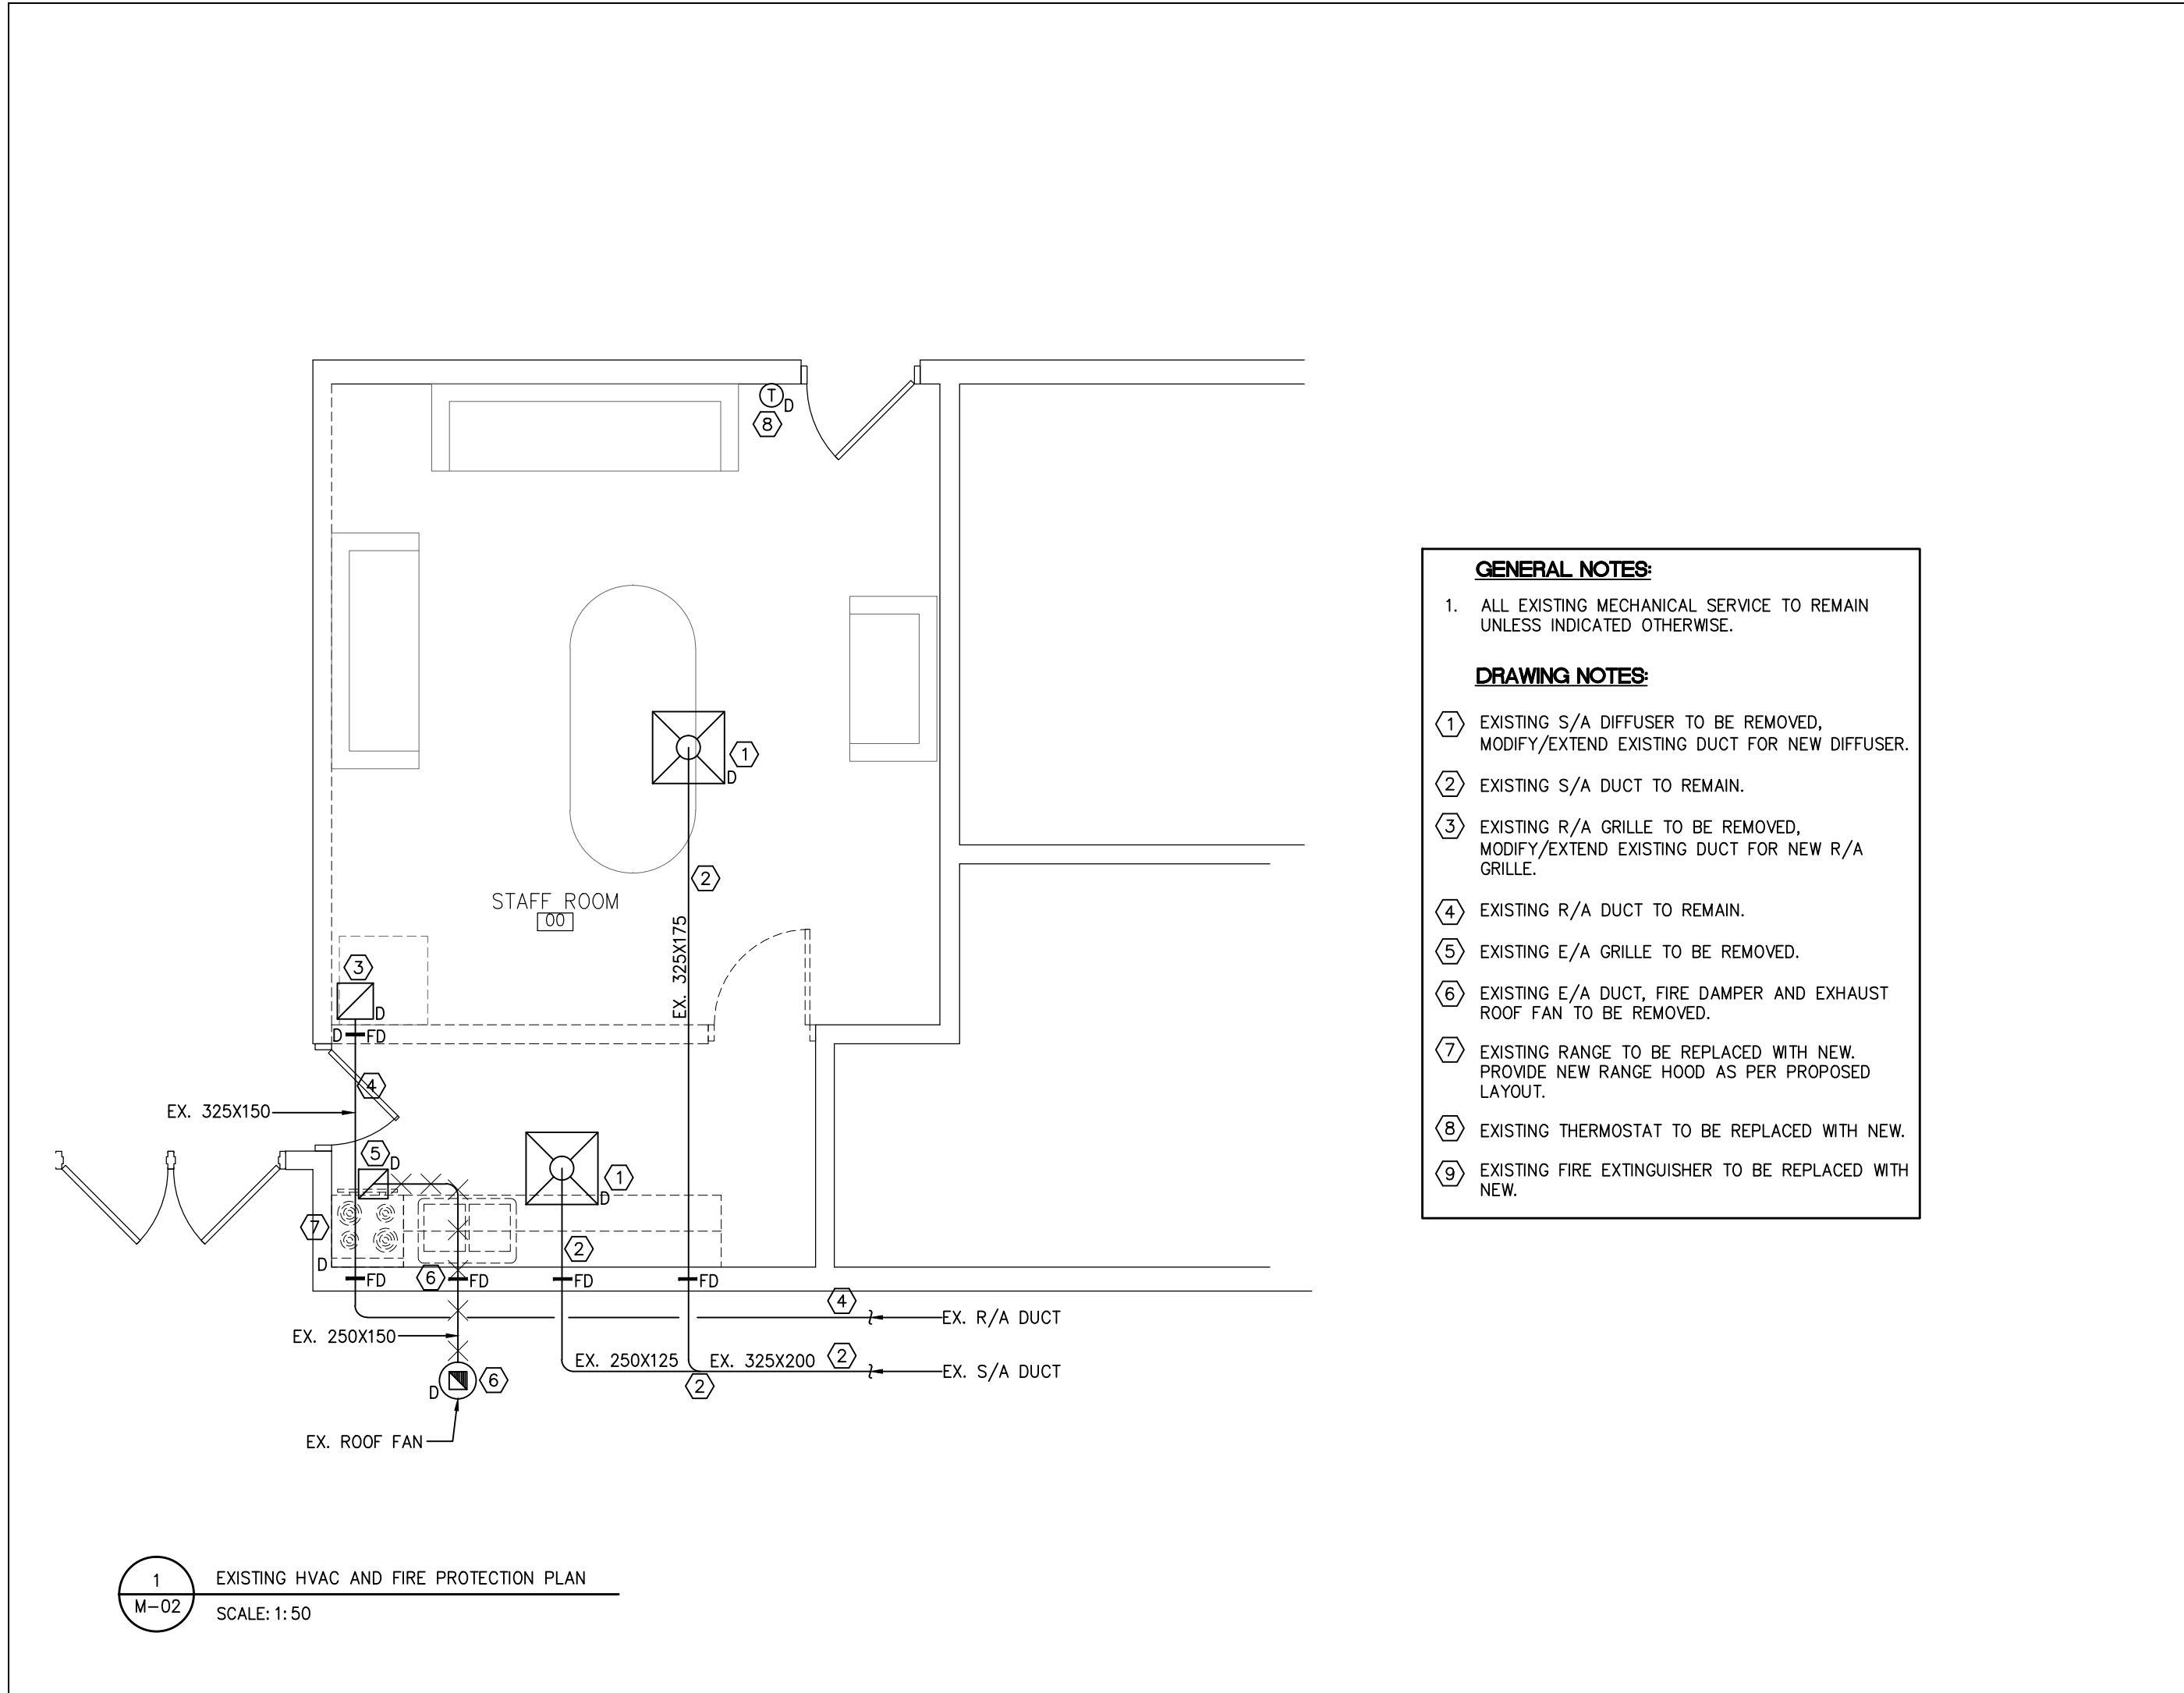 T
D
8
1
D
2
STAFF ROOM
00
EX. 325X175
3
D
D
FD
4
EX. 325X150
5
D
1
D
7
D
2
FD
6
FD
FD
FD
4
EX. R/A DUCT
EX. 250X150
EX. 250X125
EX. 325X200
2
EX. S/A DUCT
2
D
6
EX. ROOF FAN
GENERAL NOTES:
1. ALL EXISTING MECHANICAL SERVICE TO REMAIN
UNLESS INDICATED OTHERWISE.
DRAWING NOTES:
1 EXISTING S/A DIFFUSER TO BE REMOVED,
MODIFY/EXTEND EXISTING DUCT FOR NEW DIFFUSER.
2 EXISTING S/A DUCT TO REMAIN.
3 EXISTING R/A GRILLE TO BE REMOVED,
MODIFY/EXTEND EXISTING DUCT FOR NEW R/A
GRILLE.
4 EXISTING R/A DUCT TO REMAIN.
5 EXISTING E/A GRILLE TO BE REMOVED.
6 EXISTING E/A DUCT, FIRE DAMPER AND EXHAUST
ROOF FAN TO BE REMOVED.
7 EXISTING RANGE TO BE REPLACED WITH NEW.
PROVIDE NEW RANGE HOOD AS PER PROPOSED
LAYOUT.
8 EXISTING THERMOSTAT TO BE REPLACED WITH NEW.
9 EXISTING FIRE EXTINGUISHER TO BE REPLACED WITH
NEW.
1
M-02
EXISTING HVAC AND FIRE PROTECTION PLAN
SCALE: 1: 50